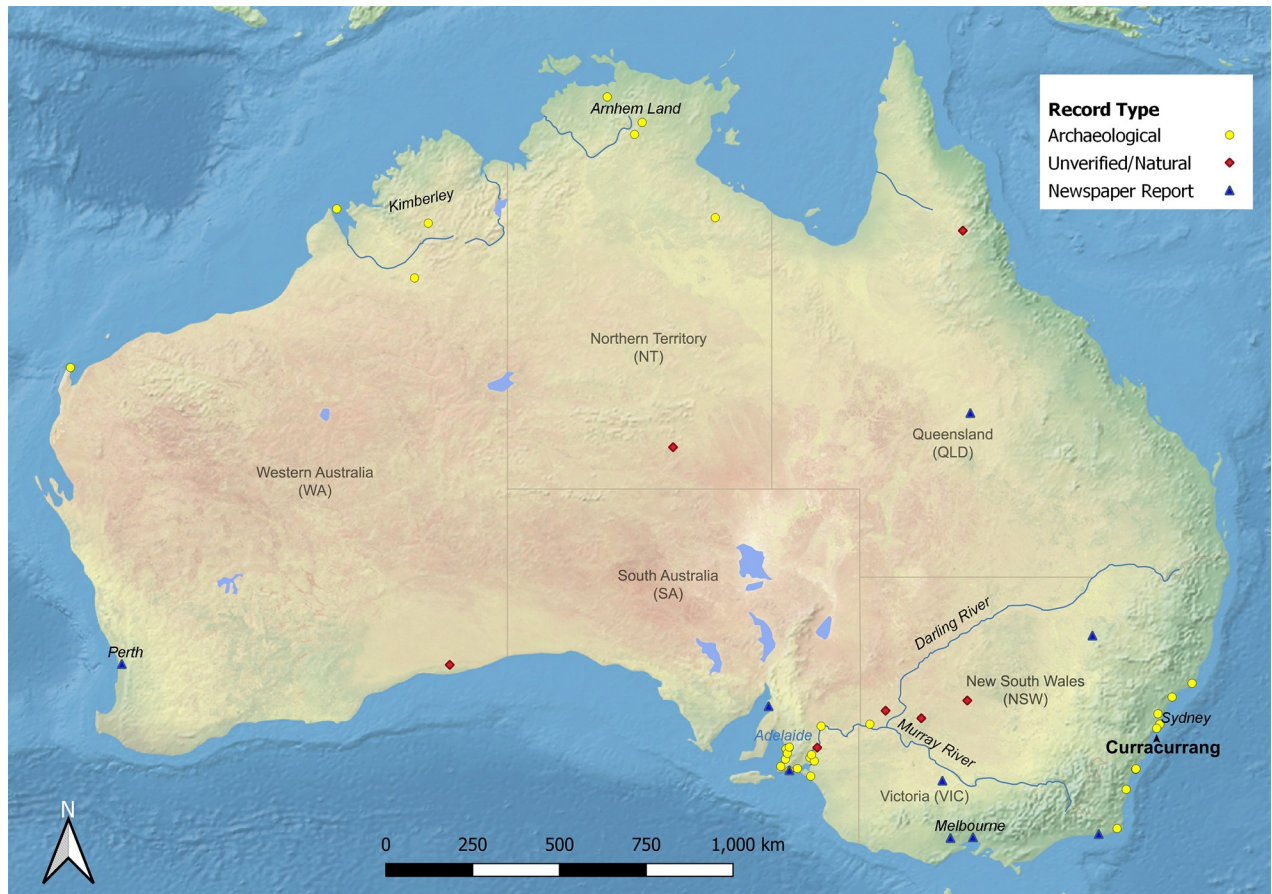 Arnhem Land
Record Type
Archaeological
Unverified/Natural
Newspaper Report
Kimberley
Northern Territory
(NT)
Queensland
(QLD)
Western Australia
(WA)
South Australia
(SA)
Darling River
Perth
New South Wales
(NSW)
Sydney
Adelaide
Murray River
Curracurrang
Victoria (VIC)
Melbourne
N
0 250 500 750 1,000 km